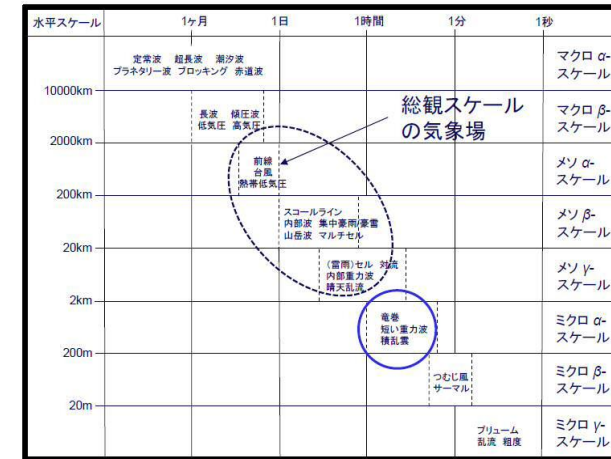 水平スケール 1ヶ月 1日 1時間 1分 1秒
定常波 超長波 潮汐波
プラネタリー波 ブロッキング 赤道波
マクロ α-
スケール
10000km
長波 傾圧波
低気圧 高気圧
総観スケール
の気象場
マクロ β-
スケール
2000km
前線
台風
熱帯低気圧
メソ α-
スケール
200km
スコールライン
内部波 集中豪雨/豪雪
山岳波 マルチセル
メソ β-
スケール
20km
(雷雨)セル 対流
内部重力波
晴天乱流
メソ γ-
スケール
2km
竜巻
短い重力波
積乱雲
ミクロ α-
スケール
200m
つむじ風
サーマル
ミクロ β-
スケール
20m
プリューム
乱流 粗度
ミクロ γ-
スケール